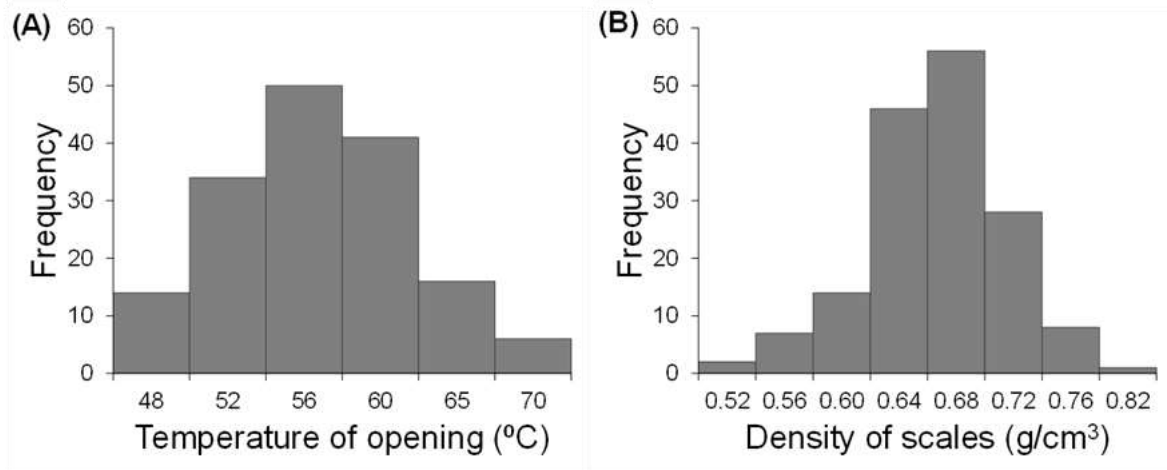 (A)
60
50
40
30
20
10
0
Frequency
48 52 56 60 65 70
Temperature of opening (ºC)
(B)
60
50
40
30
20
10
0
Frequency
0.52 0.56 0.60 0.64 0.68 0.72 0.76 0.82
Density of scales (g/cm³)